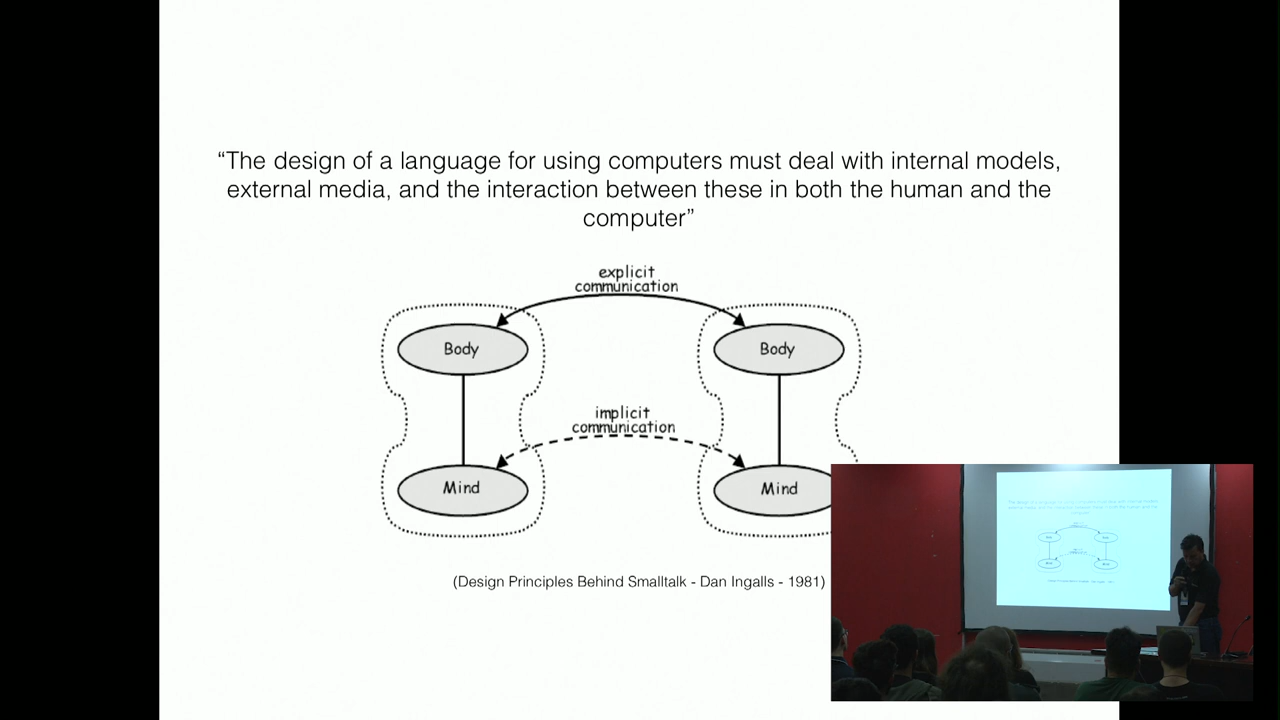 “The design of a language for using computers must deal with internal models,
external media, and the interaction between these in both the human and the
computer”
explicit
communication
Body
Body
implicit
communication
Mind
Mind
(Design Principles Behind Smalltalk - Dan Ingalls - 1981)